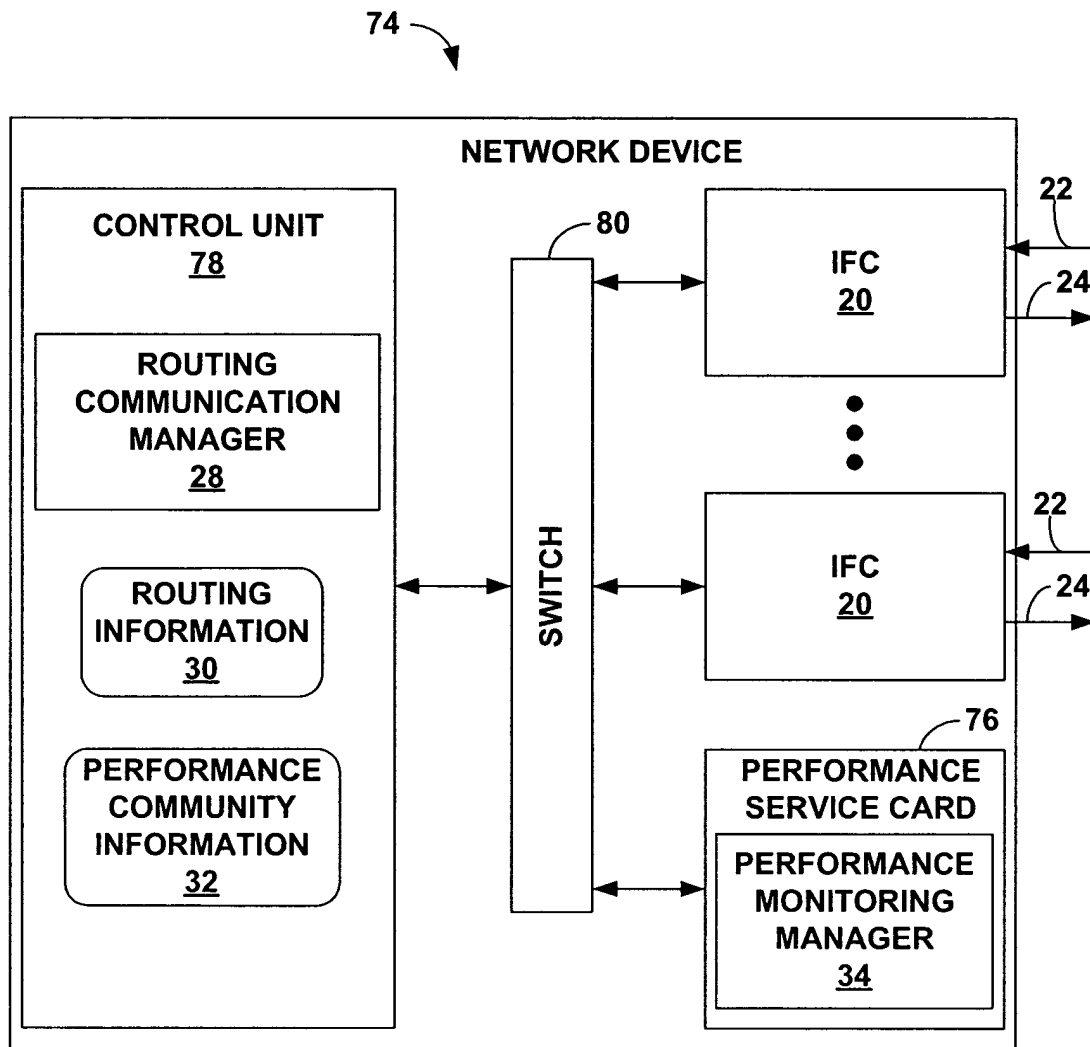 74
NETWORK DEVICE
CONTROL UNIT
78
ROUTING
COMMUNICATION
MANAGER
28
ROUTING
INFORMATION
30
PERFORMANCE
COMMUNITY
INFORMATION
32
80
SWITCH
IFC
20
22
24
IFC
20
22
24
76
PERFORMANCE
SERVICE CARD
PERFORMANCE
MONITORING
MANAGER
34